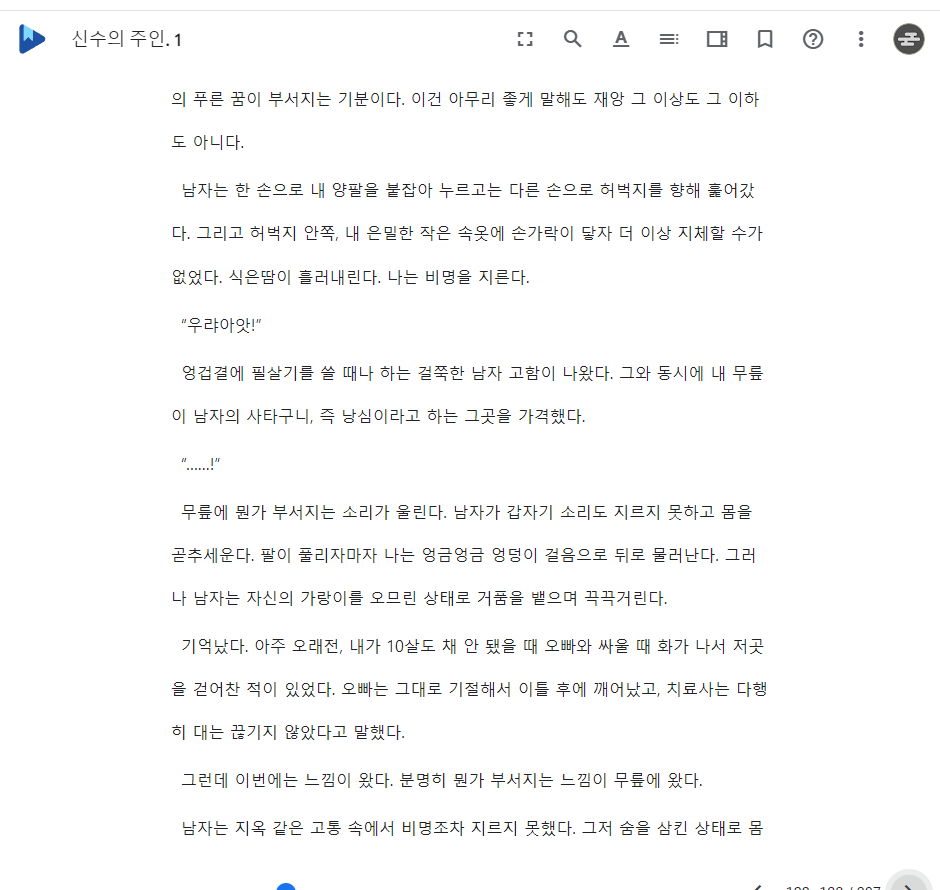 신수의 주인. 1
의 푸른 꿈이 부서지는 기분이다. 이건 아무리 좋게 말해도 재앙 그 이상도 그 이하
도 아니다.
남자는 한 손으로 내 양팔을 붙잡아 누르고는 다른 손으로 허벅지를 향해 훑어갔
다. 그리고 허벅지 안쪽, 내 은밀한 작은 속옷에 손가락이 닿자 더 이상 지체할 수가
없었다. 식은땀이 흘러내린다. 나는 비명을 지른다.
"우랴아앗!"
엉겁결에 필살기를 쓸 때나 하는 걸쭉한 남자 고함이 나왔다. 그와 동시에 내 무릎
이 남자의 사타구니, 즉 낭심이라고 하는 그곳을 가격했다.
"……!"
무릎에 뭔가 부서지는 소리가 울린다. 남자가 갑자기 소리도 지르지 못하고 몸을
곧추세운다. 팔이 풀리자마자 나는 엉금엉금 엉덩이 걸음으로 뒤로 물러난다. 그러
나 남자는 자신의 가랑이를 오므린 상태로 거품을 뱉으며 끅끅거린다.
기억났다. 아주 오래전, 내가 10살도 채 안 됐을 때 오빠와 싸울 때 화가 나서 저곳
을 걷어찬 적이 있었다. 오빠는 그대로 기절해서 이틀 후에 깨어났고, 치료사는 다행
히 대는 끊기지 않았다고 말했다.
그런데 이번에는 느낌이 왔다. 분명히 뭔가 부서지는 느낌이 무릎에 왔다.
남자는 지옥 같은 고통 속에서 비명조차 지르지 못했다. 그저 숨을 삼킨 상태로 몸